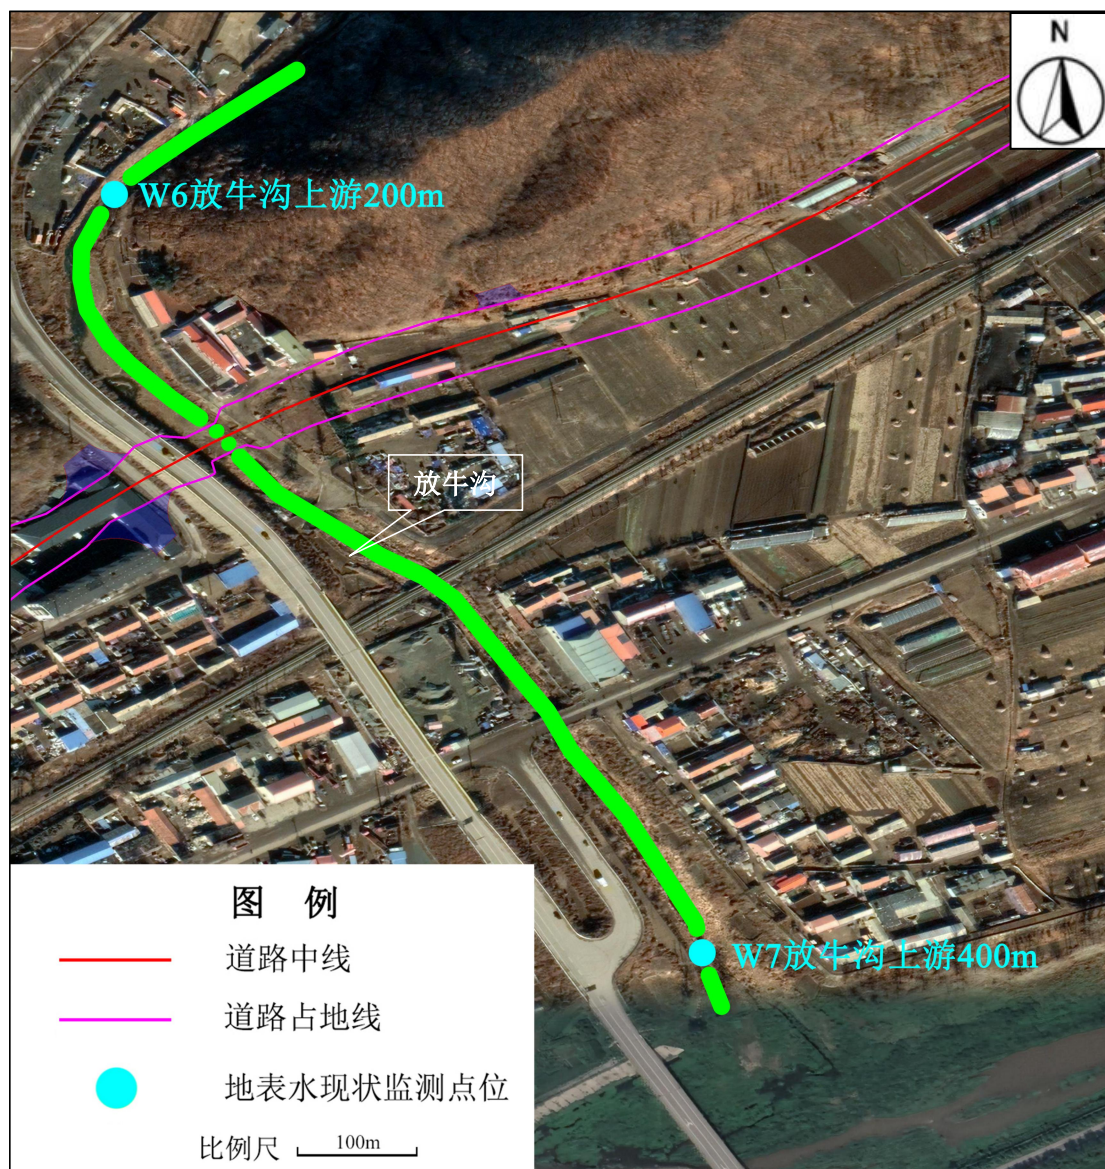 N
W6放牛沟上游200m
放牛沟
W7放牛沟上游400m
图 例
道路中线
道路占地线
地表水现状监测点位
比例尺 100m